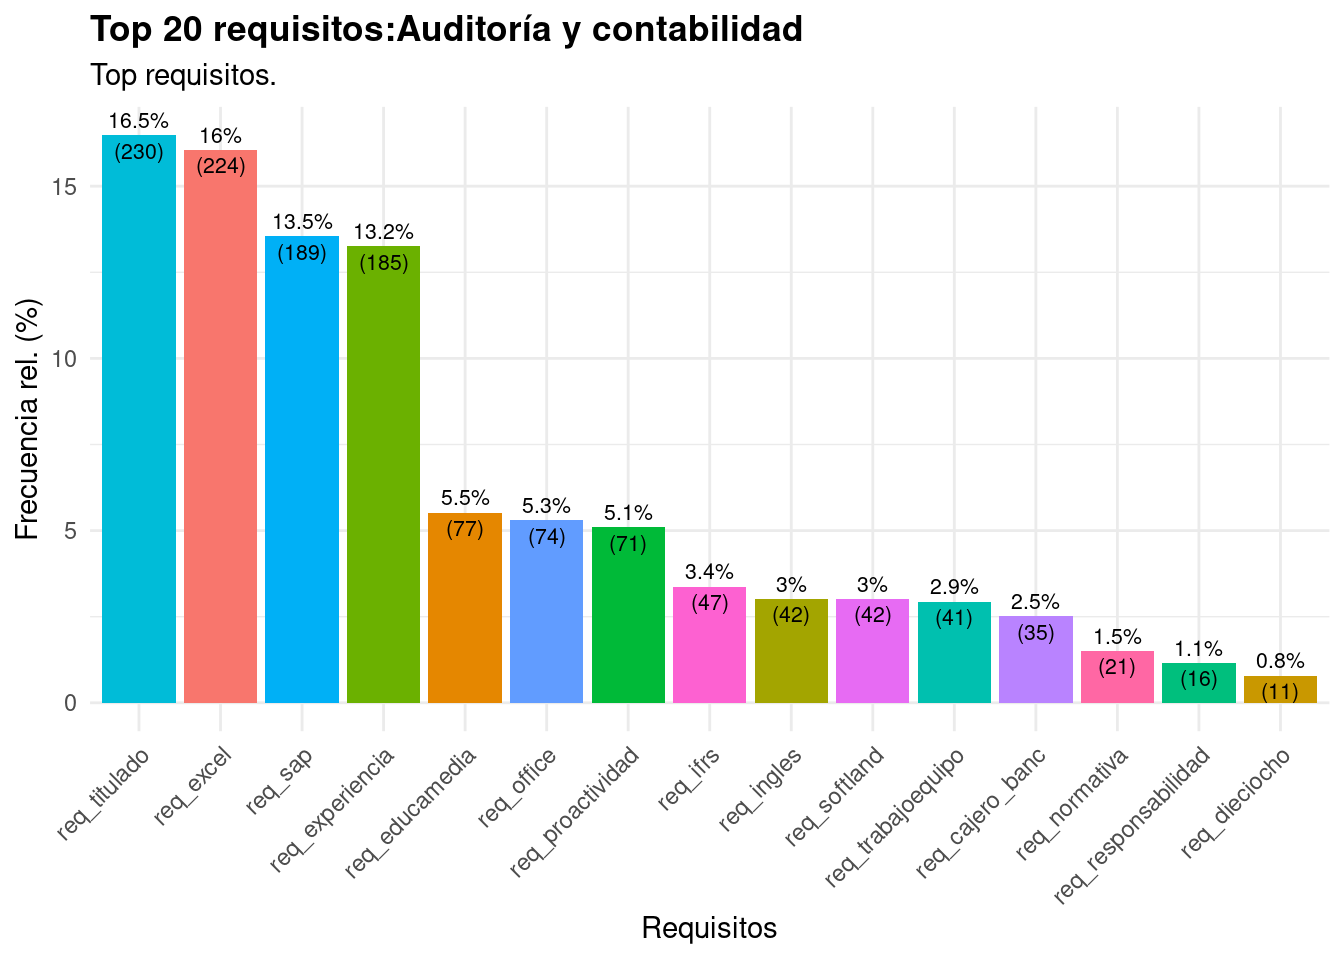 Top 20 requisitos:Auditoría y contabilidad
Top requisitos.
Frecuencia rel. (%)
15
10
5
0
16.5%
(230)
16%
(224)
13.5%
(189)
13.2%
(185)
5.5%
(77)
5.3%
(74)
5.1%
(71)
3.4%
(47)
3%
(42)
3%
(42)
2.9%
(41)
2.5%
(35)
1.5%
(21)
1.1%
(16)
0.8%
(11)
req_titulado
req_excel
req_sap
req_experiencia
req_educamedia
req_office
req_proactividad
req_ifrs
req_ingles
req_softland
req_trabajoequipo
req_cajero_banc
req_normativa
req_responsabilidad
req_dieciocho
Requisitos